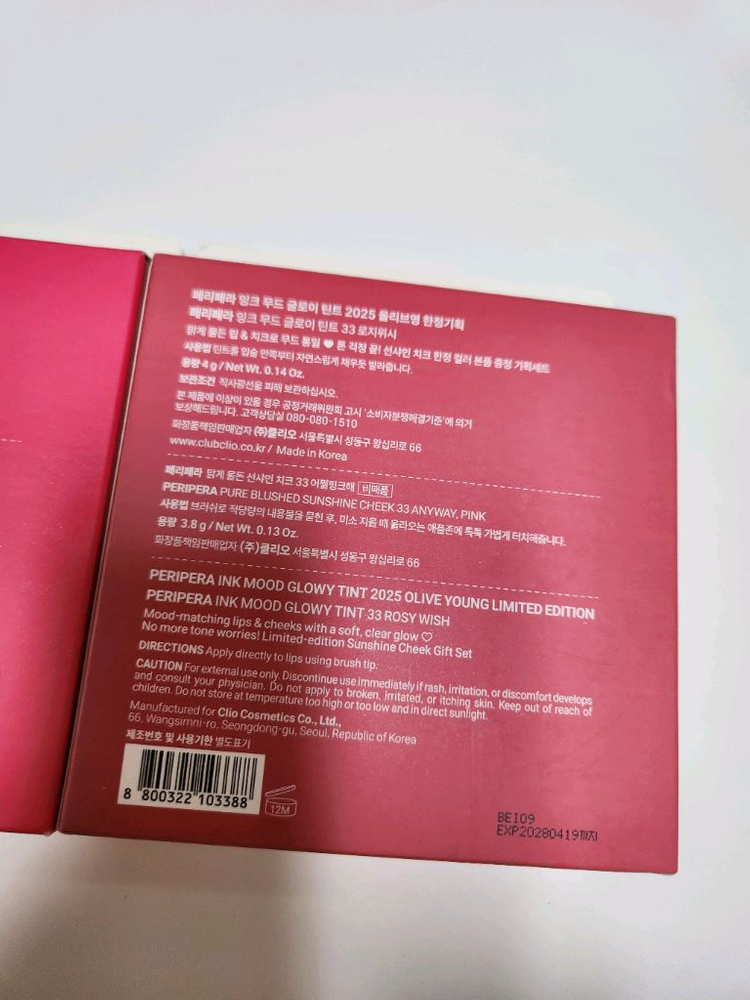 페리페라 잉크 무드 글로이 틴트 2025 올리브영 한정기획
페리페라 잉크 무드 글로이 틴트 33 로지위시
맑게 물든 립 & 치크로 무드 통일 ♥ 톤 걱정 끝! 선샤인 치크 한정 컬러 본품 증정 기획세트
사용법 틴트를 입술 안쪽부터 자연스럽게 채우듯 발라줍니다.
용량 4 g / Net Wt. 0.14 Oz.
보관조건 직사광선을 피해 보관하십시오.
본 제품에 이상이 있을 경우 공정거래위원회 고시 '소비자분쟁해결기준'에 의거
보상해드립니다. 고객상담실 080-080-1510
화장품책임판매업자 (주)클리오 서울특별시 성동구 왕십리로 66
www.clubclio.co.kr / Made in Korea
페리페라 맑게 물든 선샤인 치크 33 어쩔핑크해 비매품
PERIPERA PURE BLUSHED SUNSHINE CHEEK 33 ANYWAY, PINK
사용법 브러쉬로 적당량의 내용물을 묻힌 후, 미소 지을 때 올라오는 애플존에 톡톡 가볍게 터치해줍니다.
용량 3.8 g / Net Wt. 0.13 Oz.
화장품책임판매업자 (주)클리오 서울특별시 성동구 왕십리로 66
PERIPERA INK MOOD GLOWY TINT 2025 OLIVE YOUNG LIMITED EDITION
PERIPERA INK MOOD GLOWY TINT 33 ROSY WISH
Mood-matching lips & cheeks with a soft, clear glow ♡
No more tone worries! Limited-edition Sunshine Cheek Gift Set
DIRECTIONS Apply directly to lips using brush tip.
CAUTION For external use only. Discontinue use immediately if rash, irritation, or discomfort develops
and consult your physician. Do not apply to broken, irritated, or itching skin. Keep out of reach of
children. Do not store at temperature too high or too low and in direct sunlight.
Manufactured for Clio Cosmetics Co., Ltd.,
66, Wangsimni-ro, Seongdong-gu, Seoul, Republic of Korea
제조번호 및 사용기한 별도표기
8 800322 103388
12M
BEI09
EXP20280419까지